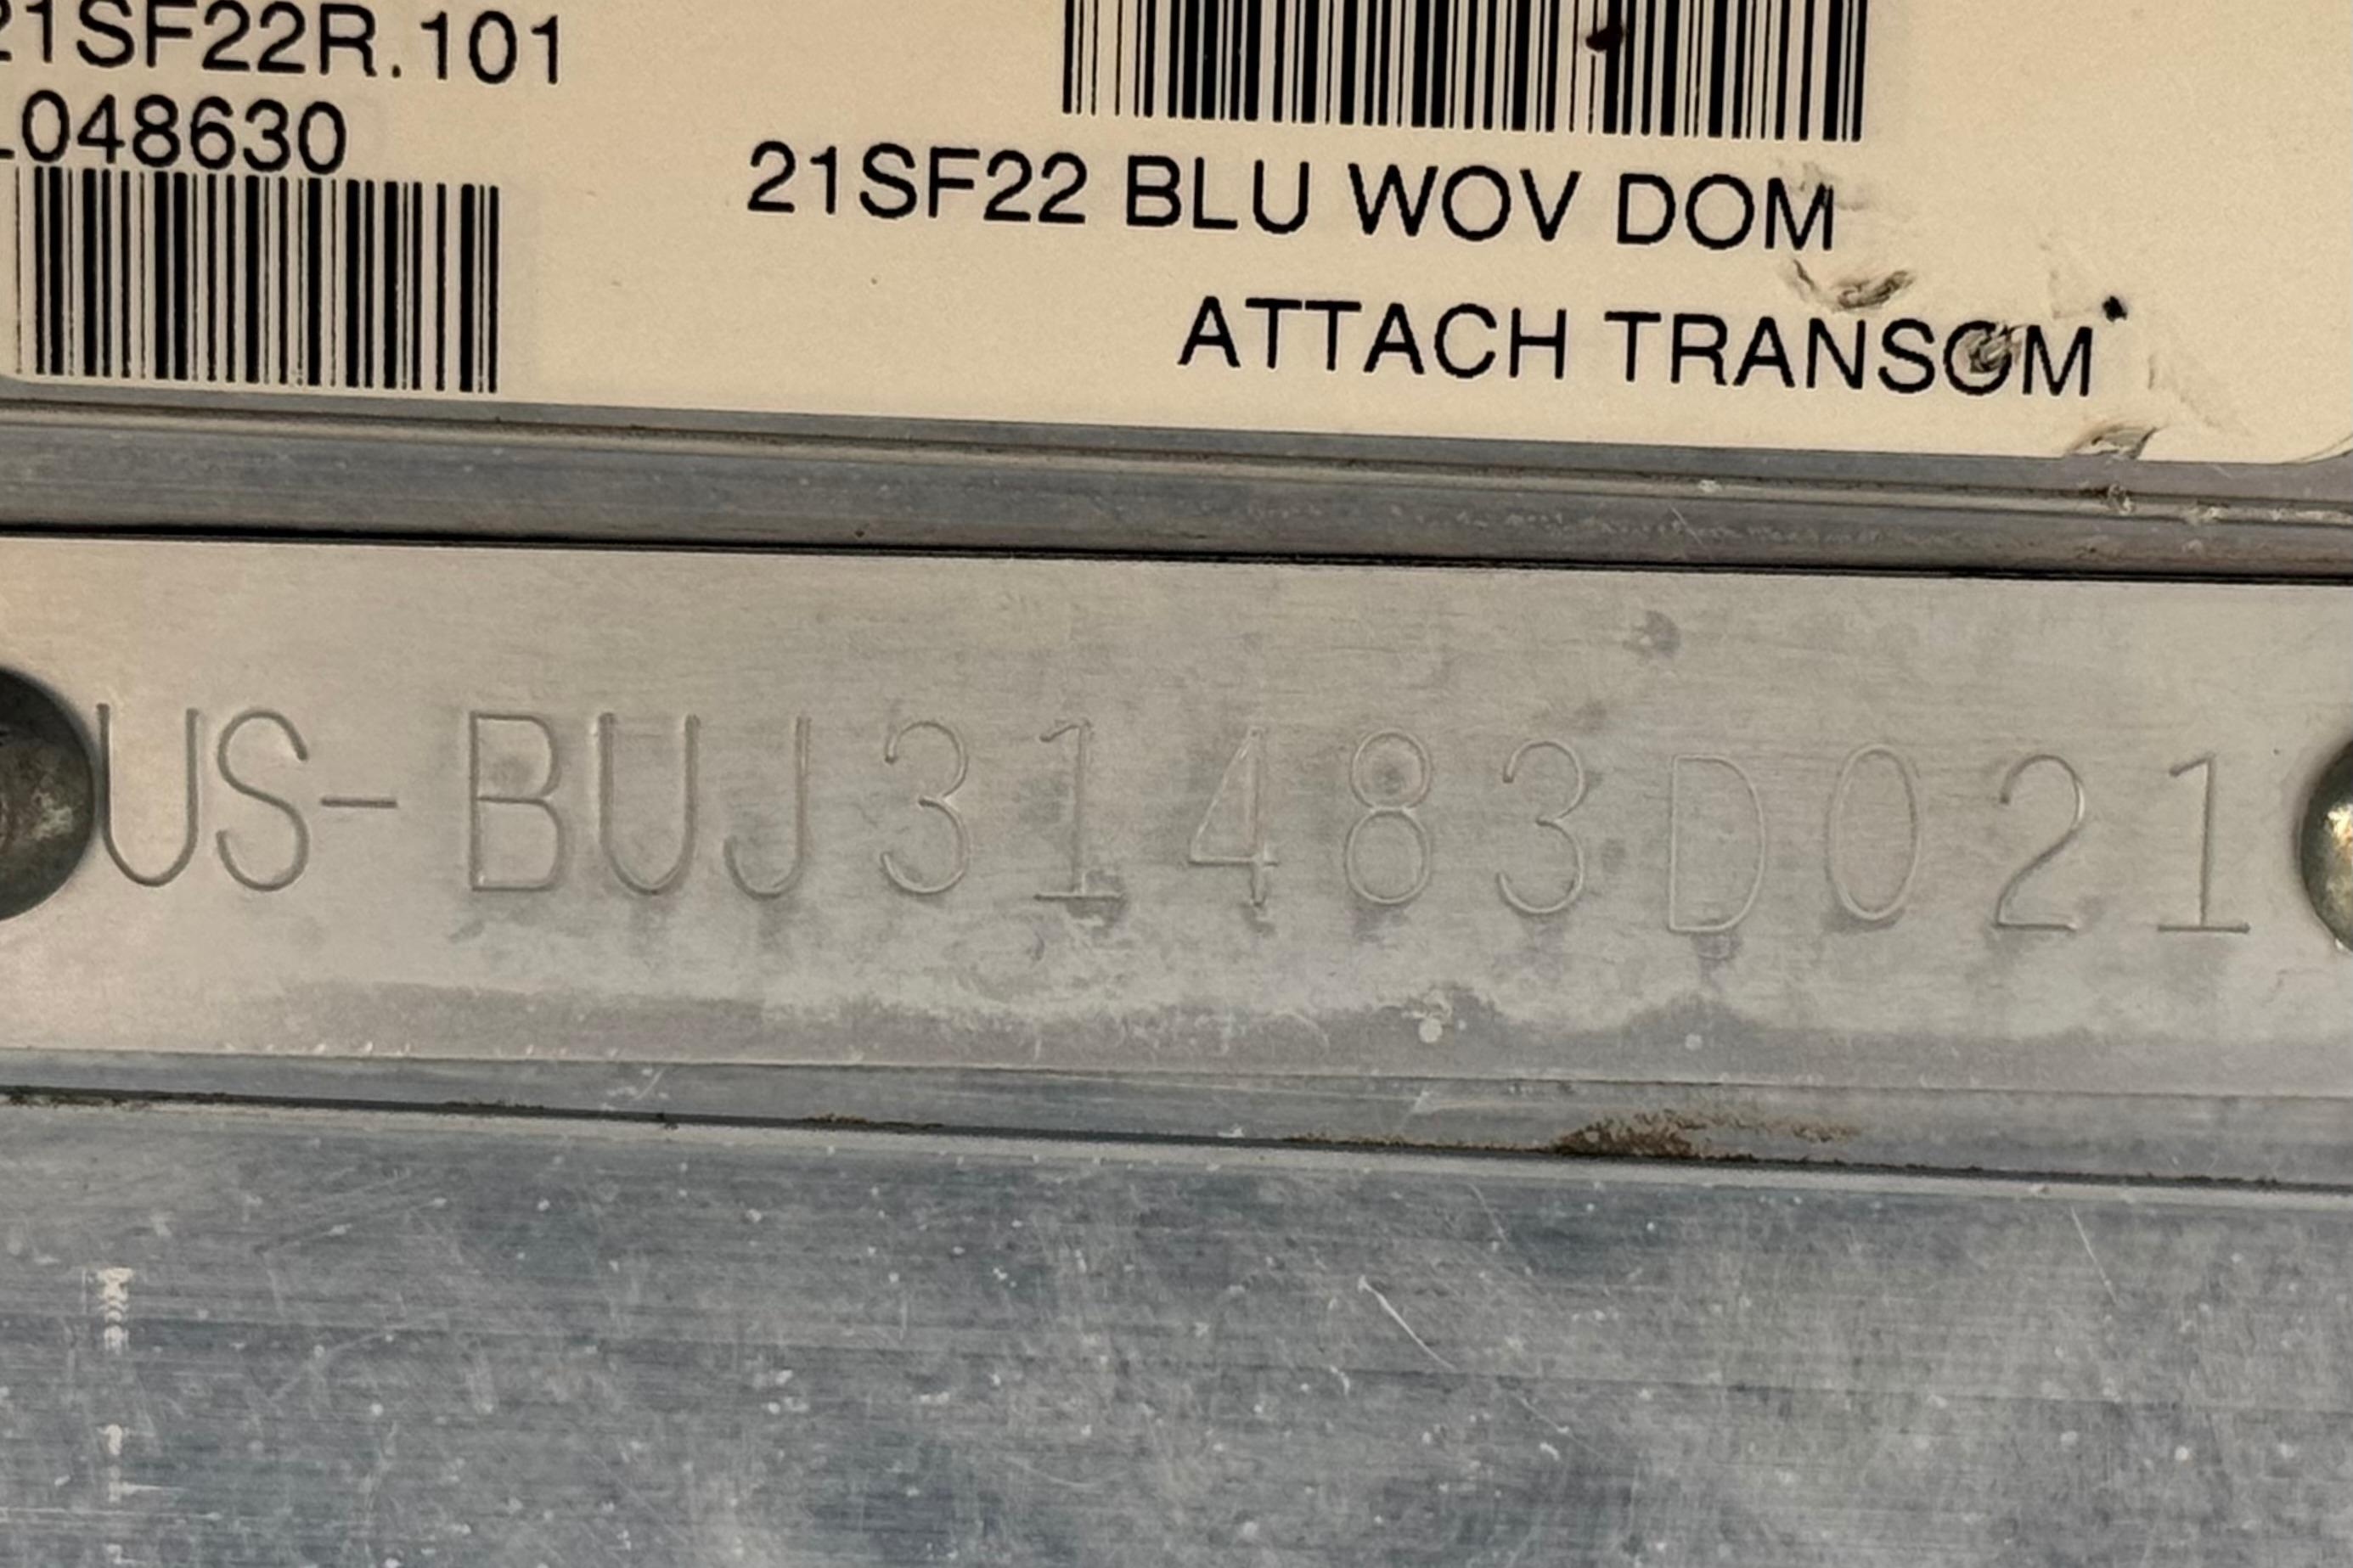 21SF22R.101
048630
21SF22 BLU WOV DOM
ATTACH TRANSOM
US-BUJ31483D021